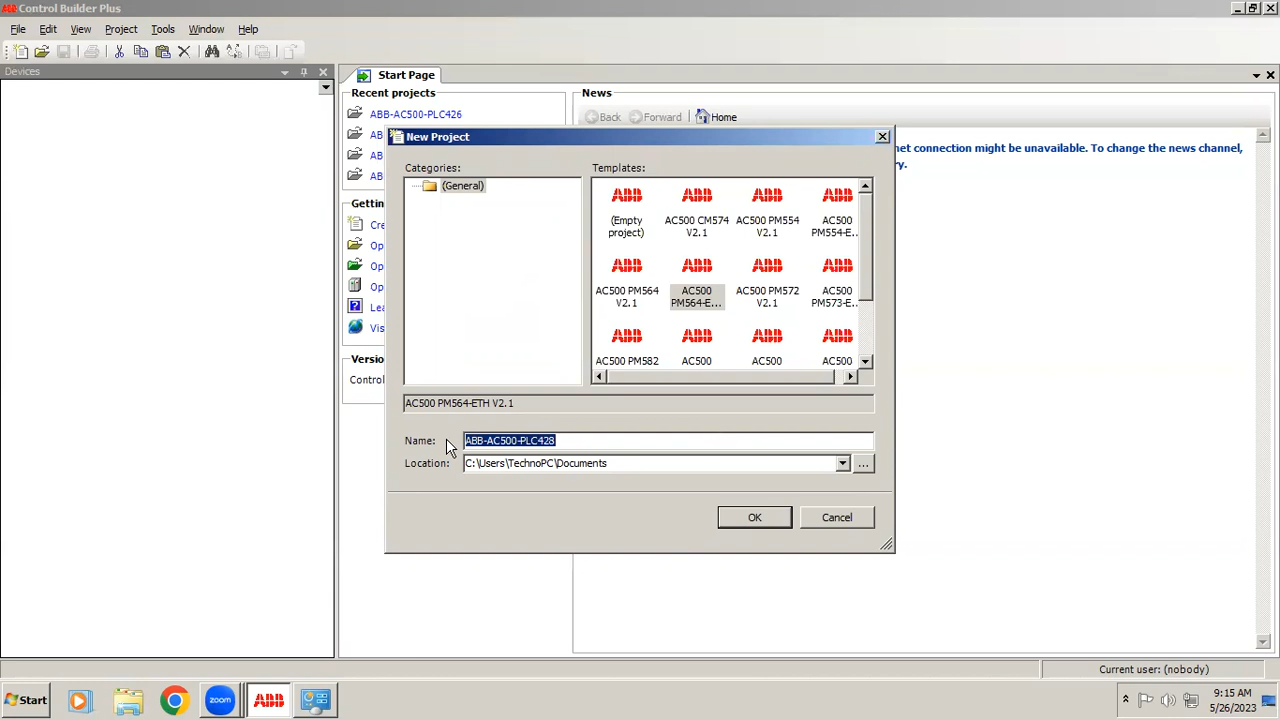 ABB Control Builder Plus
File Edit View Project Tools Window Help
Devices
Start Page
Recent projects
ABB-AC500-PLC426
AB
AB
AB
Gettin
Cre
Op
Op
Op
Lea
Vis
Versio
Control
News
Back Forward Home
net connection might be unavailable. To change the news channel,
ry.
New Project
Categories:
(General)
Templates:
ABB ABB ABB ABB
(Empty project)
AC500 CM574 V2.1
AC500 PM554 V2.1
AC500 PM554-E...
ABB ABB ABB ABB
AC500 PM564 V2.1
AC500 PM564-E...
AC500 PM572 V2.1
AC500 PM573-E...
ABB ABB ABB ABB
AC500 PM582 AC500 AC500 AC500
AC500 PM564-ETH V2.1
Name: ABB-AC500-PLC428
Location: C:\Users\TechnoPC\Documents
...
OK Cancel
Current user: (nobody)
Start zoom ABB
9:15 AM
5/26/2023